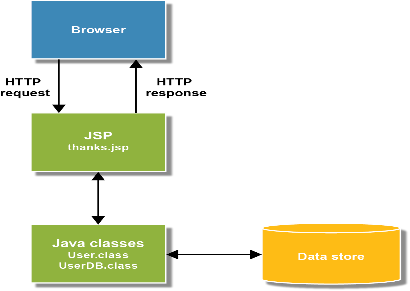 Browser
HTTP
request
HTTP
response
JSP
thanks.jsp
Java classes
User.class
UserDB.class
Data store